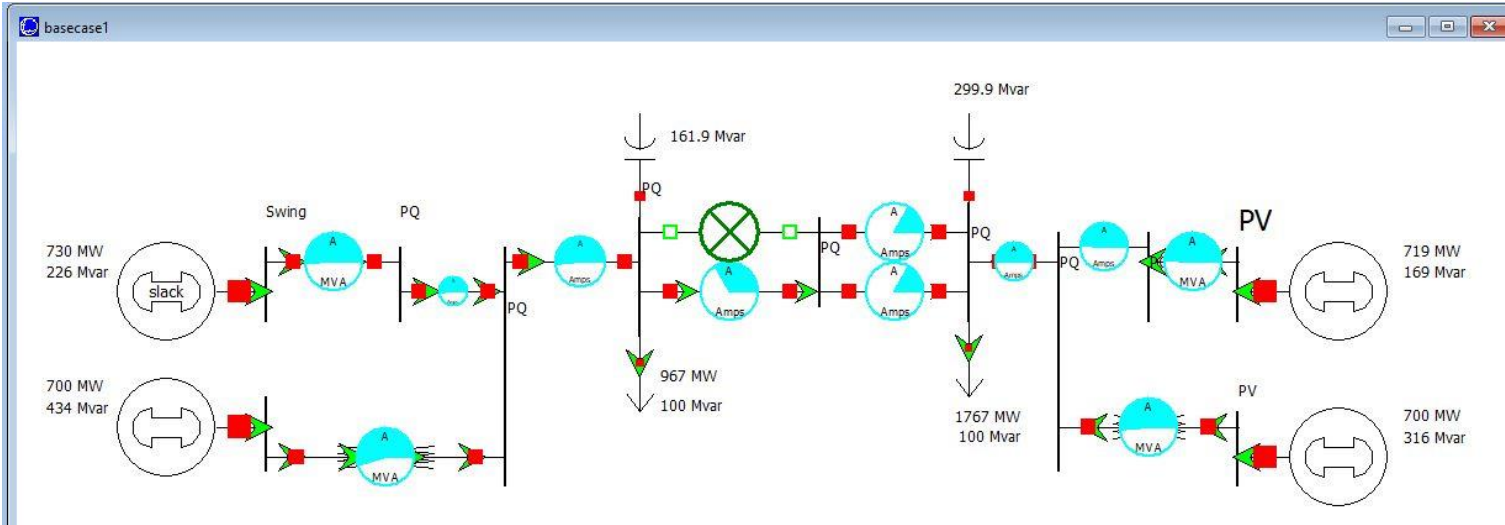 basecase1
299.9 Mvar
161.9 Mvar
PQ
Swing
PQ
A
MVA
730 MW
226 Mvar
slack
A
PQ
A
Amps
A
Amps
PQ
A
Amps
A
Amps
PQ
A
Amps
PQ
A
Amps
A
MVA
PV
719 MW
169 Mvar
700 MW
434 Mvar
A
MVA
967 MW
100 Mvar
1767 MW
100 Mvar
A
MVA
PV
700 MW
316 Mvar